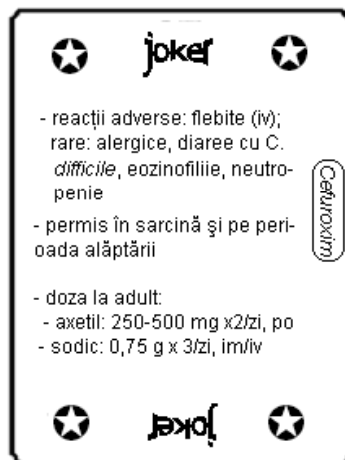 joker
- reacții adverse: flebite (iv);
rare: alergice, diaree cu C.
difficile, eozinofiliie, neutro-
penie
Cefuroxim
- permis în sarcină şi pe peri-
oada alăptării
- doza la adult:
- axetil: 250-500 mg x2/zi, po
- sodic: 0,75 g x 3/zi, im/iv
joker